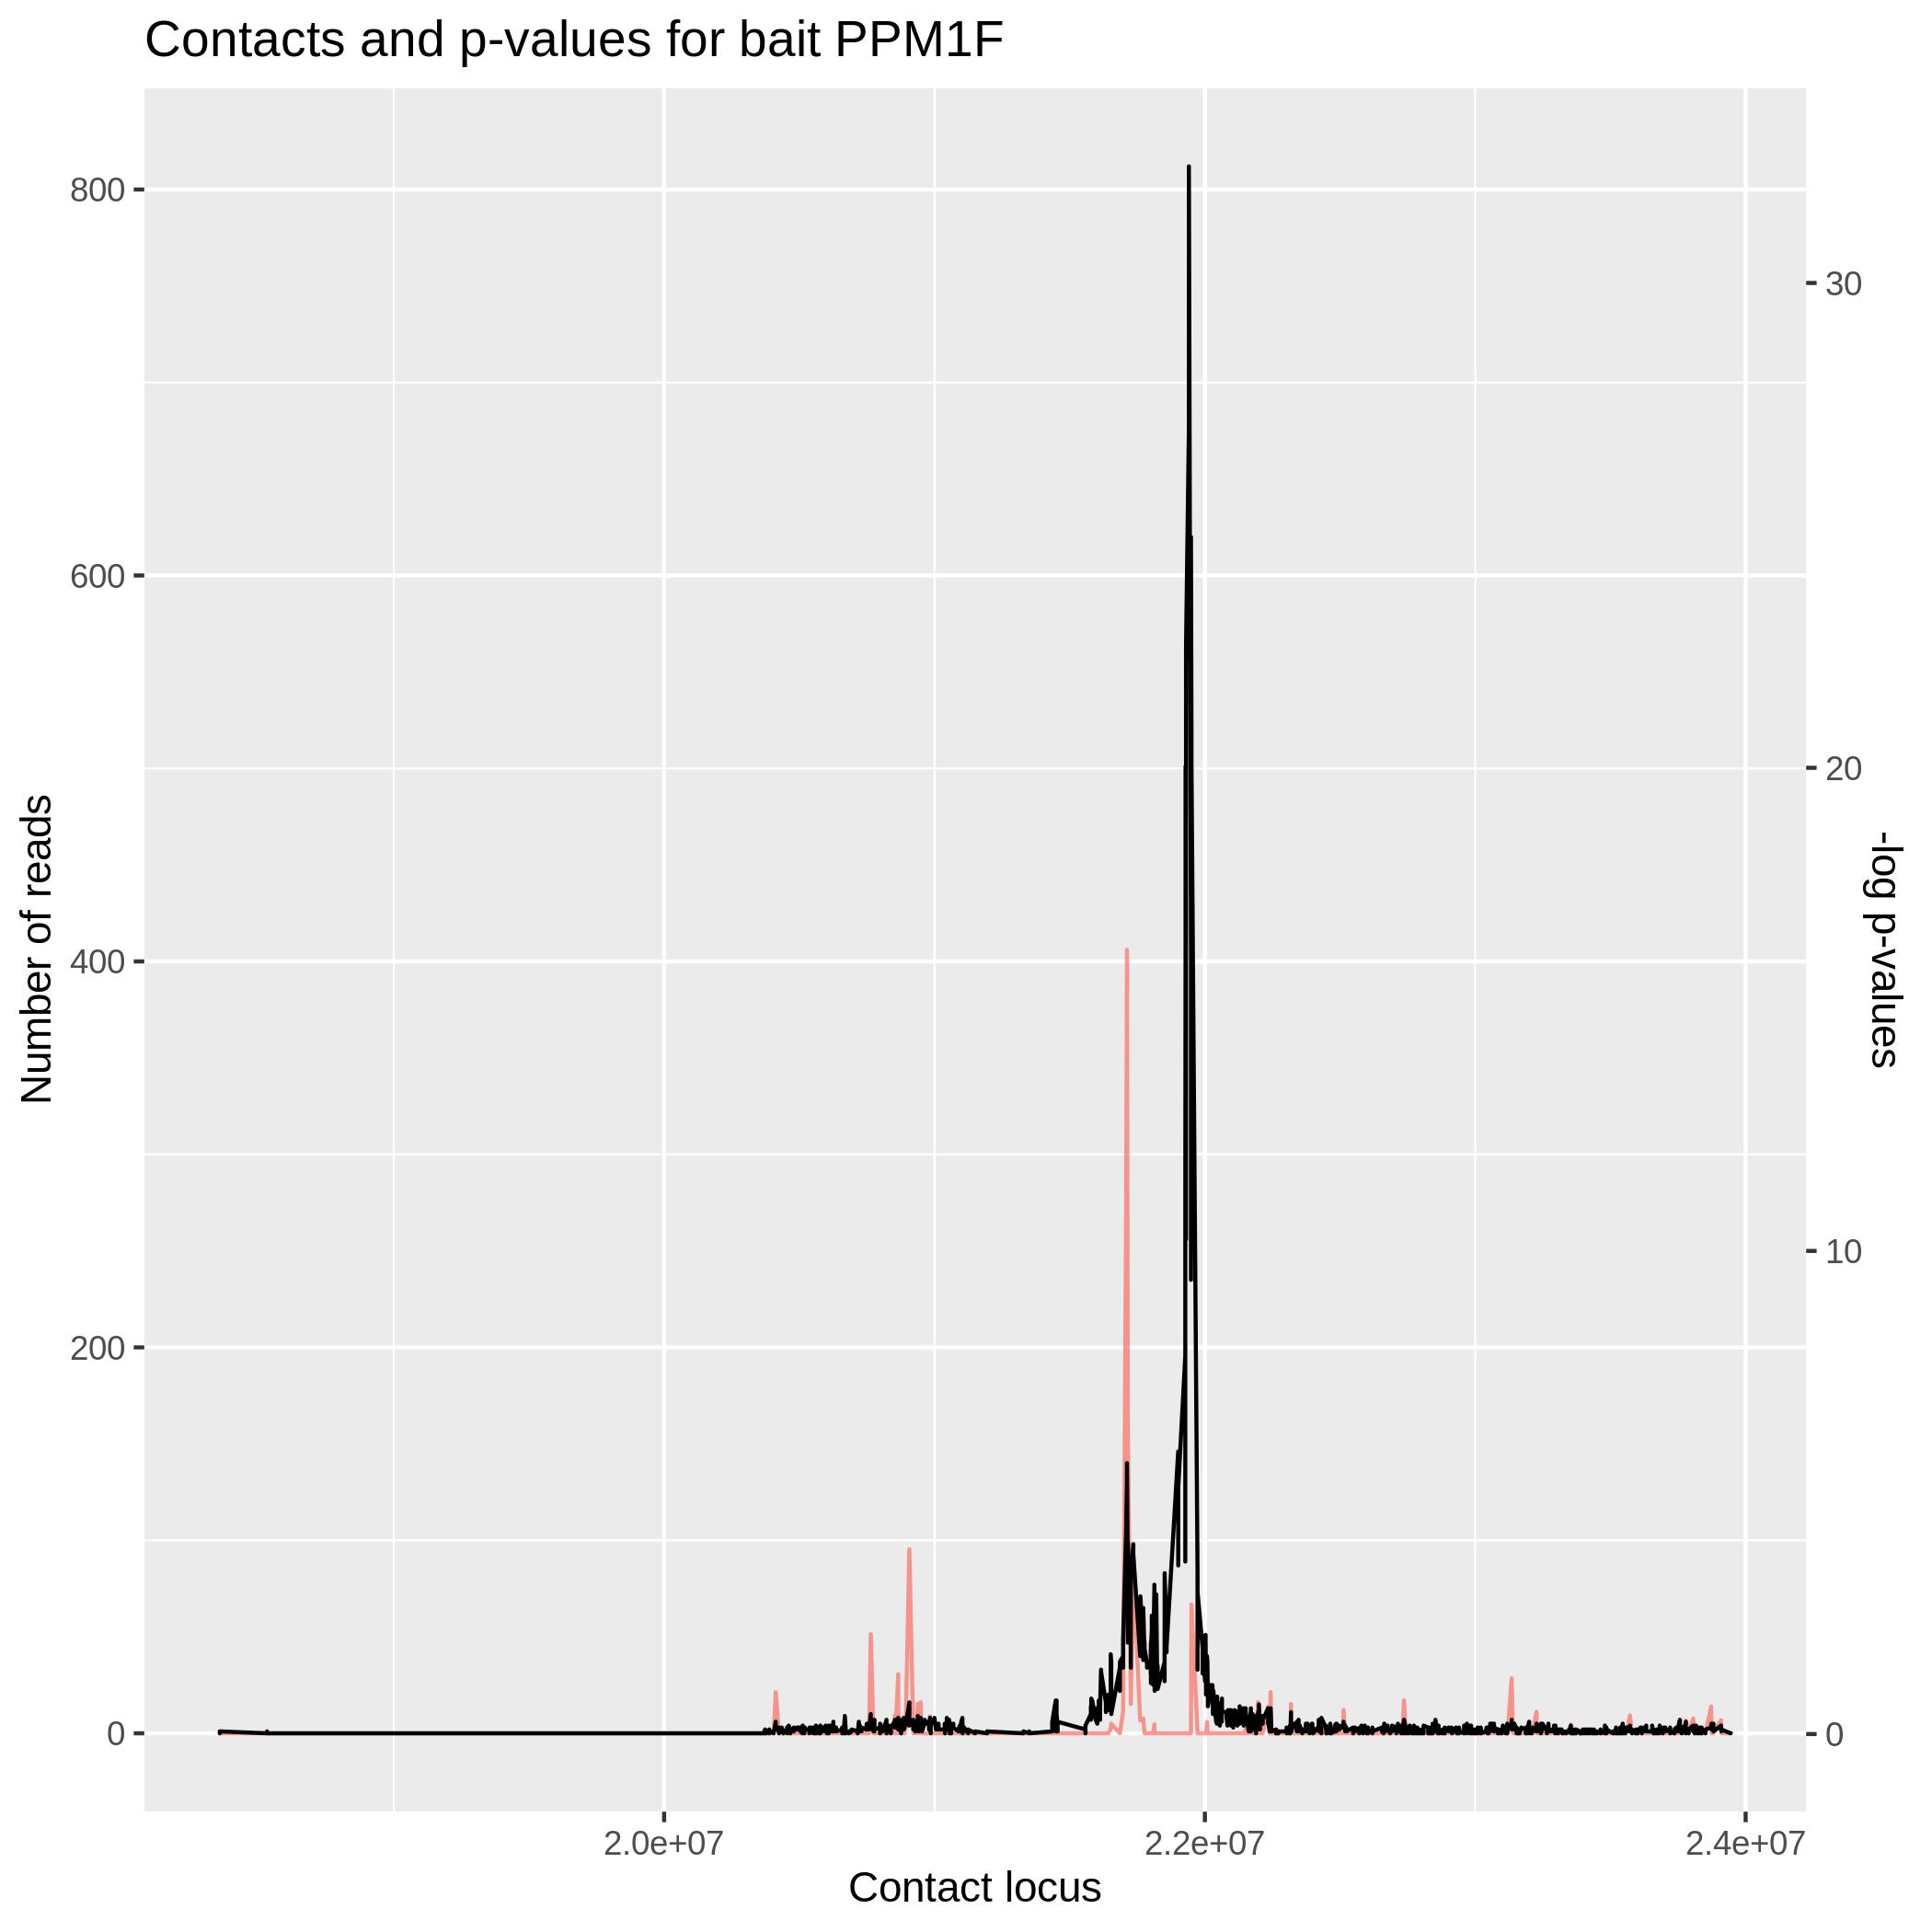 Contacts and p-values for bait PPM1F
800
600
400
200
0
Number of reads
30
20
10
0
-log p-values
2.0e+07
2.2e+07
2.4e+07
Contact locus